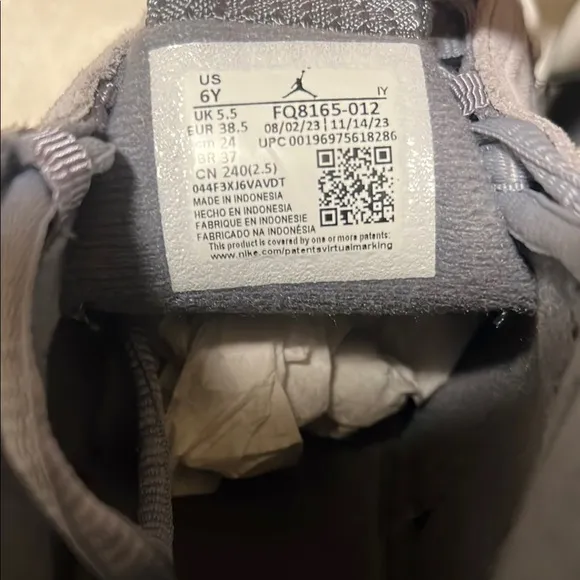 US IY
6Y
UK 5.5 FQ8165-012
EUR 38.5 08/02/23 | 11/14/23
cm 24 UPC 00196975618286
BR 37
CN 240(2.5)
044F3XJ6VAVDT
MADE IN INDONESIA
HECHO EN INDONESIA
FABRIQUE EN INDONESIE
FABRICADO NA INDONÉSIA
This product is covered by one or more patents:
www.nike.com/patentsvirtualmarking